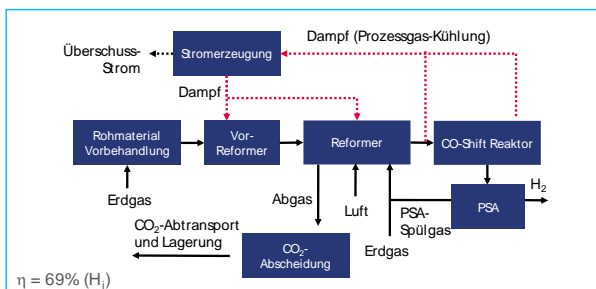 Dampf (Prozessgas-Kühlung)
Überschuss-
Strom
Stromerzeugung
Dampf
Rohmaterial
Vorbehandlung
Vor-
Reformer
Reformer
CO-Shift Reaktor
Erdgas
Abgas
Luft
PSA-
Spülgas
Erdgas
PSA
H₂
CO₂-Abtransport
und Lagerung
CO₂-
Abscheidung
η = 69% (Hᵢ)